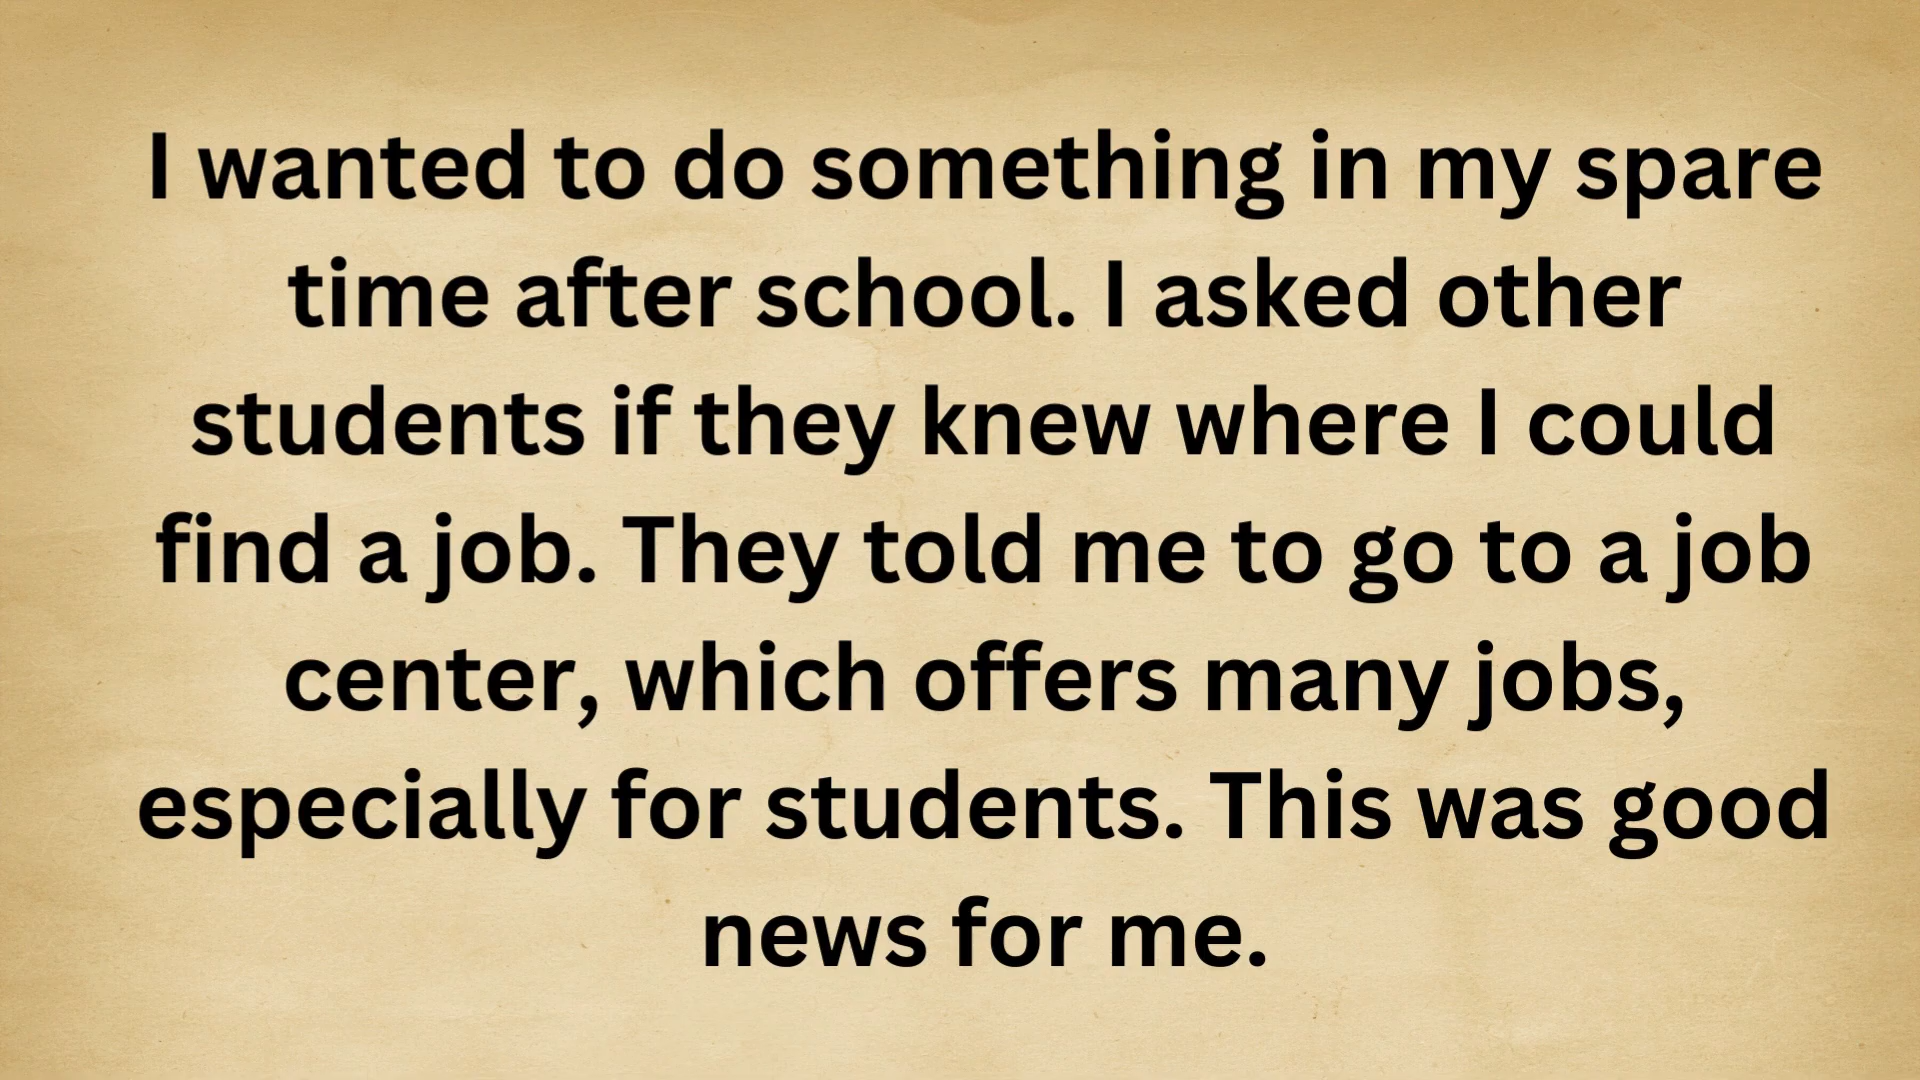 I wanted to do something in my spare
time after school. I asked other
students if they knew where I could
find a job. They told me to go to a job
center, which offers many jobs,
especially for students. This was good
news for me.